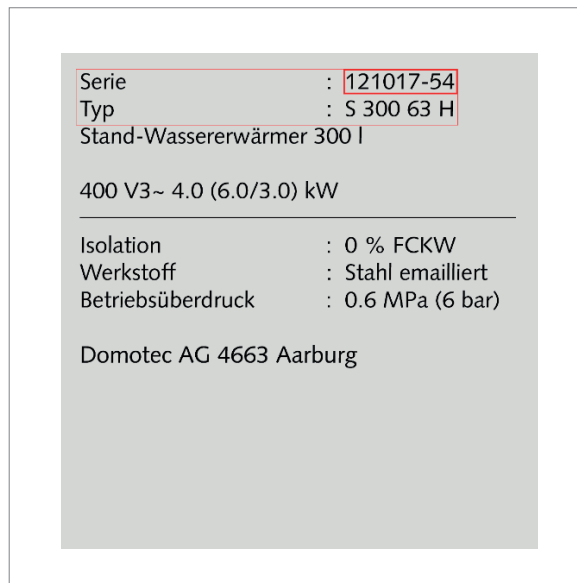 Serie : 121017-54
Typ : S 300 63 H
Stand-Wassererwärmer 300 l
400 V3~ 4.0 (6.0/3.0) kW
Isolation : 0 % FCKW
Werkstoff : Stahl emailliert
Betriebsüberdruck : 0.6 MPa (6 bar)
Domotec AG 4663 Aarburg